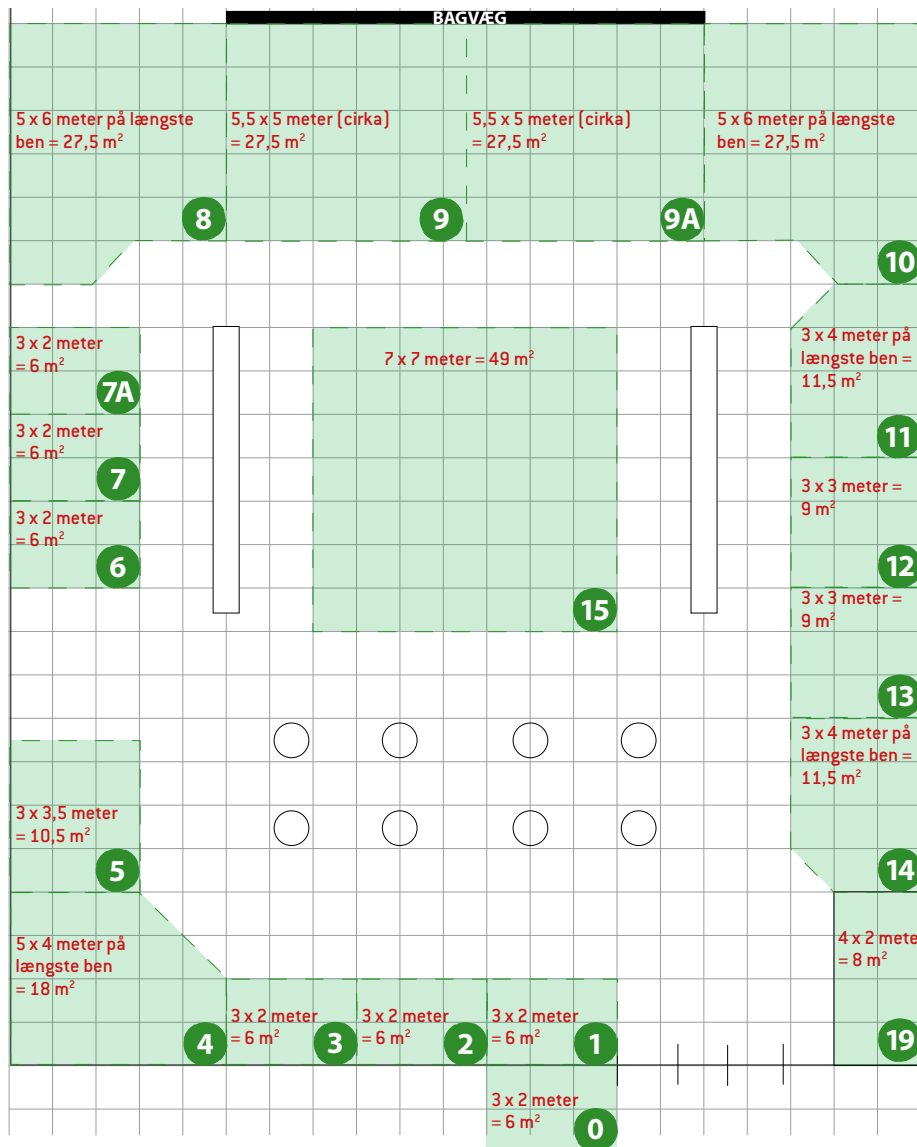 BAGVÆG
5 x 6 meter på længste
ben = 27,5 m²
8
5,5 x 5 meter (cirka)
= 27,5 m²
9
5,5 x 5 meter (cirka)
= 27,5 m²
9A
5 x 6 meter på længste
ben = 27,5 m²
10
3 x 2 meter
= 6 m²
7A
3 x 2 meter
= 6 m²
7
3 x 2 meter
= 6 m²
6
7 x 7 meter = 49 m²
15
3 x 4 meter på
længste ben =
11,5 m²
11
3 x 3 meter =
9 m²
12
3 x 3 meter =
9 m²
13
3 x 4 meter på
længste ben =
11,5 m²
14
3 x 3,5 meter
= 10,5 m²
5
5 x 4 meter på
længste ben
= 18 m²
4
3 x 2 meter
= 6 m²
3
3 x 2 meter
= 6 m²
2
3 x 2 meter
= 6 m²
1
4 x 2 mete
= 8 m²
19
3 x 2 meter
= 6 m²
0